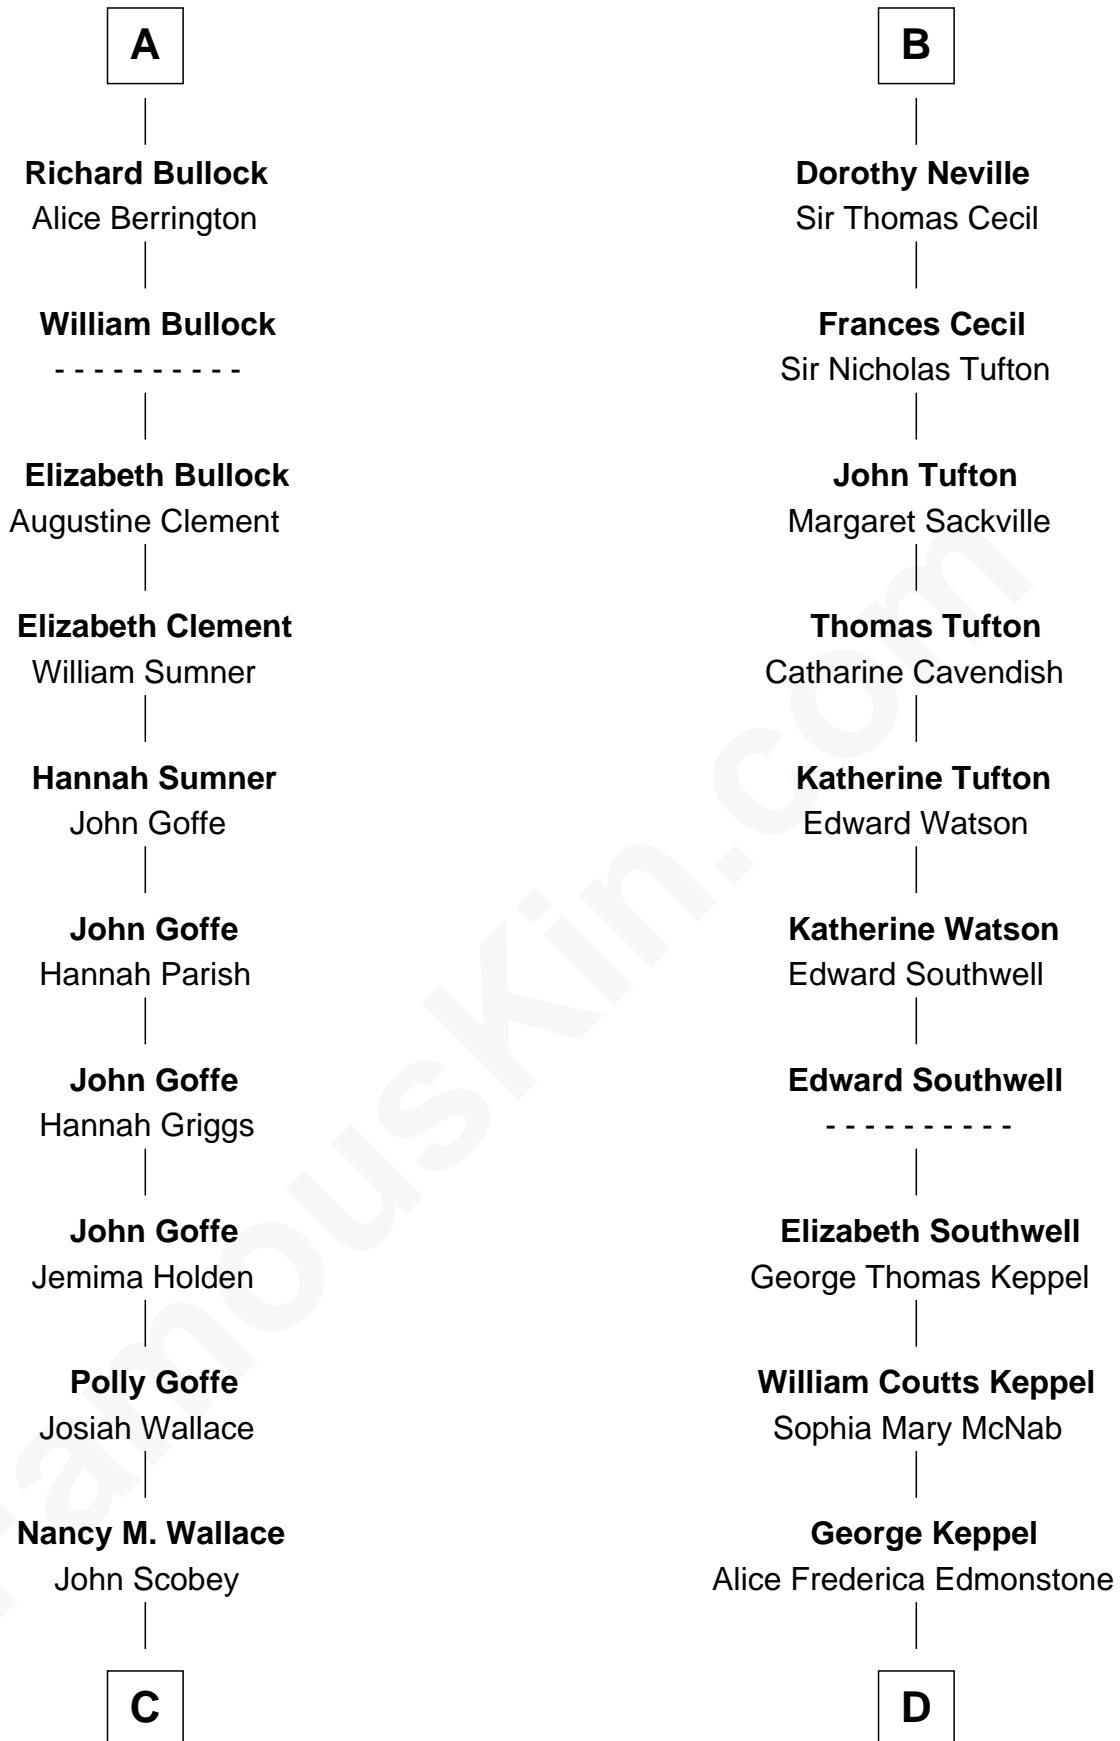 A
Richard Bullock
Alice Berrington
William Bullock
- - - - - - - - - -
Elizabeth Bullock
Augustine Clement
Elizabeth Clement
William Sumner
Hannah Sumner
John Goffe
John Goffe
Hannah Parish
John Goffe
Hannah Griggs
John Goffe
Jemima Holden
Polly Goffe
Josiah Wallace
Nancy M. Wallace
John Scobey
C
B
Dorothy Neville
Sir Thomas Cecil
Frances Cecil
Sir Nicholas Tufton
John Tufton
Margaret Sackville
Thomas Tufton
Catharine Cavendish
Katherine Tufton
Edward Watson
Katherine Watson
Edward Southwell
Edward Southwell
- - - - - - - - - -
Elizabeth Southwell
George Thomas Keppel
William Coutts Keppel
Sophia Mary McNab
George Keppel
Alice Frederica Edmonstone
D
FamousKin.com